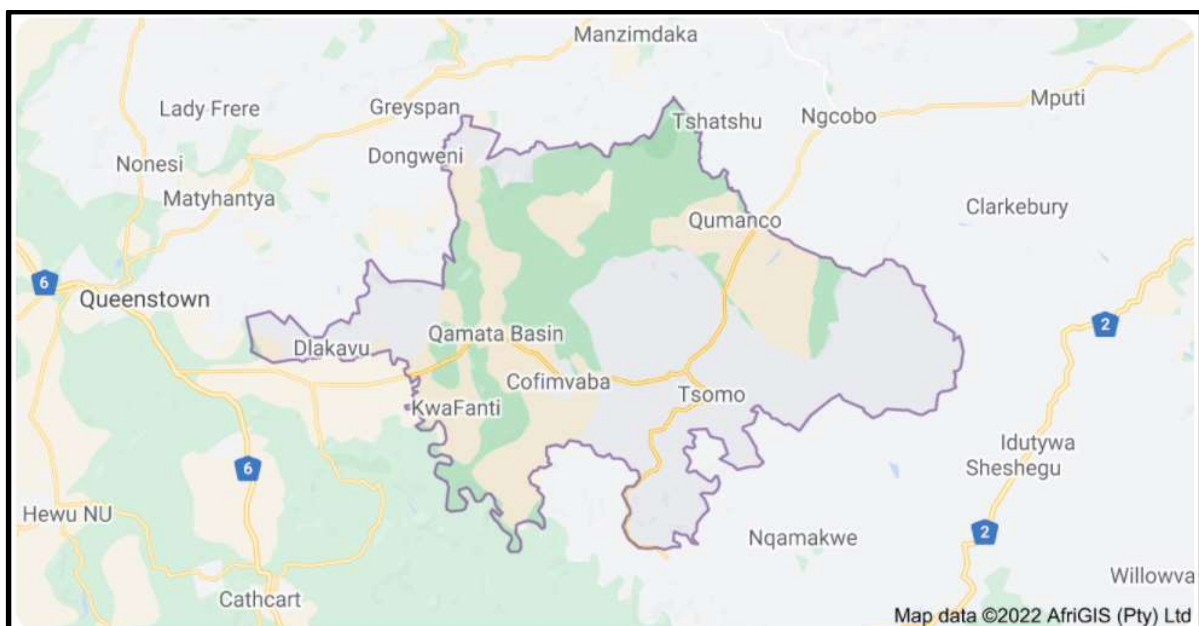 Manzimdaka
Mputi
Greyspan
Lady Frere
Ngcobo
Tshatshu
Dongweni
Nonesi
Matyhantya
Clarkebury
Qumanco
6
Queenstown
2
Qamata Basin
Dlakavu
Cofimvaba
Tsomo
KwaFanti
Idutywa
Sheshegu
6
Hewu NU
2
Nqamakwe
Willowva
Cathcart
Map data ©2022 AfriGIS (Pty) Ltd